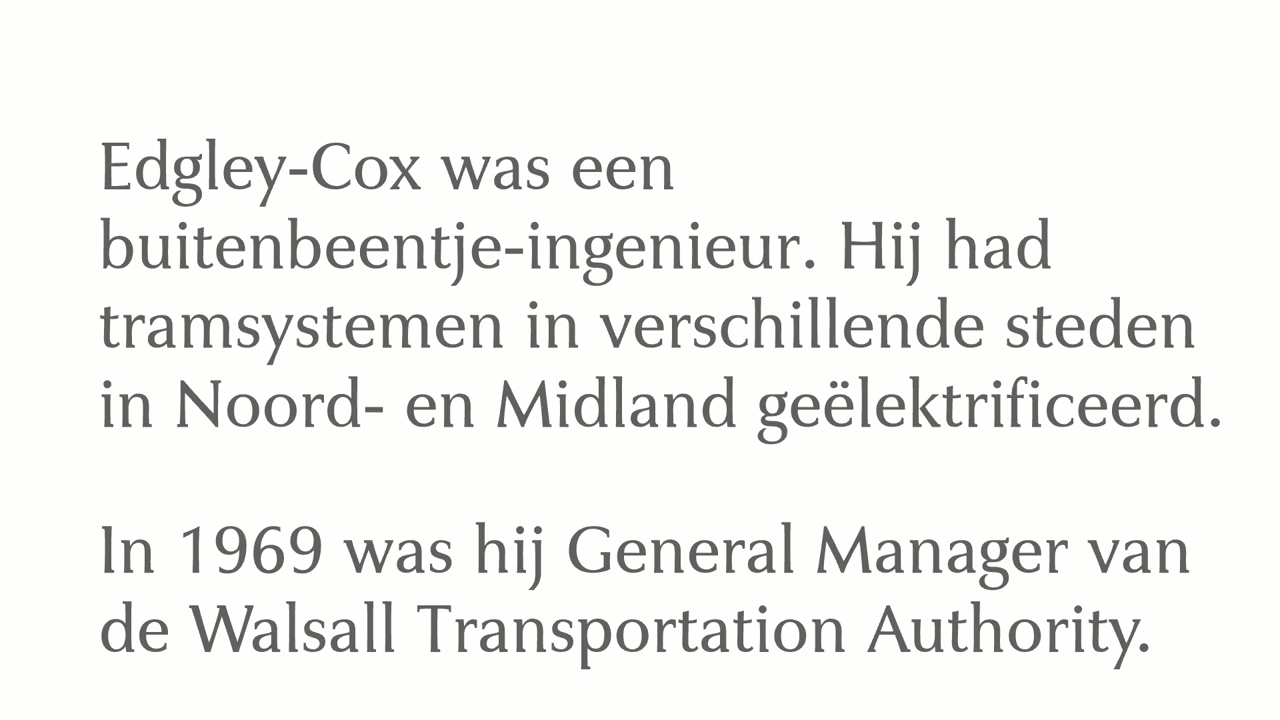 Edgley-Cox was een
buitenbeentje-ingenieur. Hij had
tramsystemen in verschillende steden
in Noord- en Midland geëlektrificeerd.
In 1969 was hij General Manager van
de Walsall Transportation Authority.